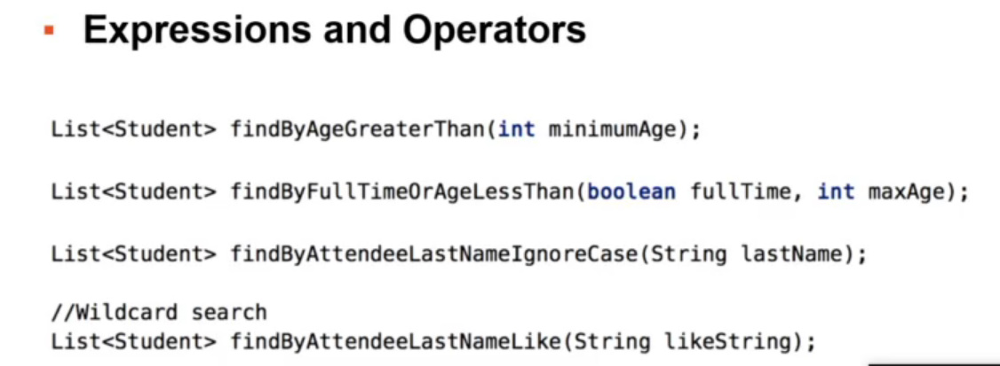 ▪ Expressions and Operators
List<Student> findByAgeGreaterThan(int minimumAge);
List<Student> findByFullTimeOrAgeLessThan(boolean fullTime, int maxAge);
List<Student> findByAttendeeLastNameIgnoreCase(String lastName);
//Wildcard search
List<Student> findByAttendeeLastNameLike(String likeString);